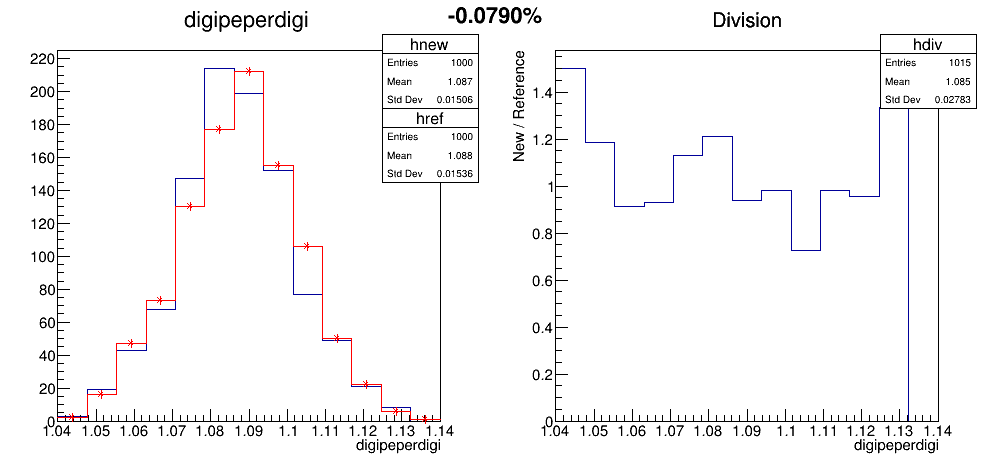 -0.0790%
digipeperdigi
hnew
Entries 1000
Mean 1.087
Std Dev 0.01506
href
Entries 1000
Mean 1.088
Std Dev 0.01536
220
200
180
160
140
120
100
80
60
40
20
0
1.04 1.05 1.06 1.07 1.08 1.09 1.1 1.11 1.12 1.13 1.14
digipeperdigi
Division
hdiv
Entries 1015
Mean 1.085
Std Dev 0.02783
New / Reference
1.4
1.2
1
0.8
0.6
0.4
0.2
0
1.04 1.05 1.06 1.07 1.08 1.09 1.1 1.11 1.12 1.13 1.14
digipeperdigi